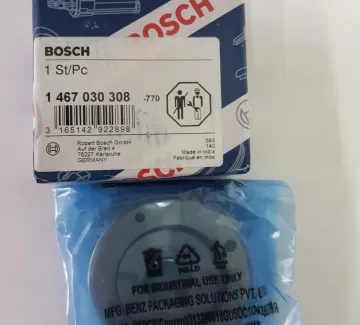 BOSCH
1 St/Pc
1 467 030 308
-770
3 165142 922898
Robert Bosch GmbH
Auf der Breit 4
76227 Karlsruhe
GERMANY
593
140
Made in India
Fabriqué en Inde
BOSCH
FOR INDUSTRIAL USE ONLY
MFG. BENZ PACKAGING SOLUTIONS PVT.